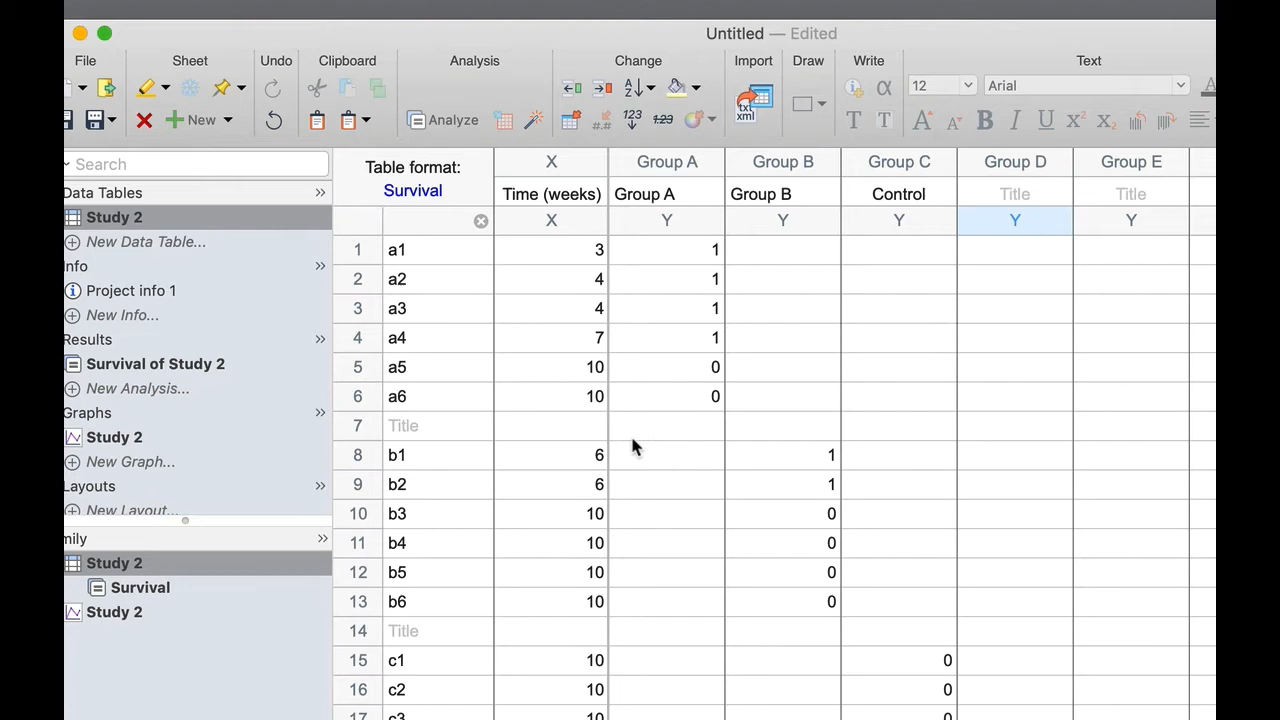 Untitled — Edited
File Sheet Undo Clipboard Analysis Change Import Draw Write Text
New Analyze txt xml 12 Arial
Search
Data Tables
Study 2
New Data Table...
Info
Project info 1
New Info...
Results
Survival of Study 2
New Analysis...
Graphs
Study 2
New Graph...
Layouts
New Layout...
mily
Study 2
Survival
Study 2
Table format: Survival
X Group A Group B Group C Group D Group E
Time (weeks) Group A Group B Control Title Title
X Y Y Y Y Y
1 a1 3 1
2 a2 4 1
3 a3 4 1
4 a4 7 1
5 a5 10 0
6 a6 10 0
7 Title
8 b1 6 1
9 b2 6 1
10 b3 10 0
11 b4 10 0
12 b5 10 0
13 b6 10 0
14 Title
15 c1 10 0
16 c2 10 0
17 c3 10 0